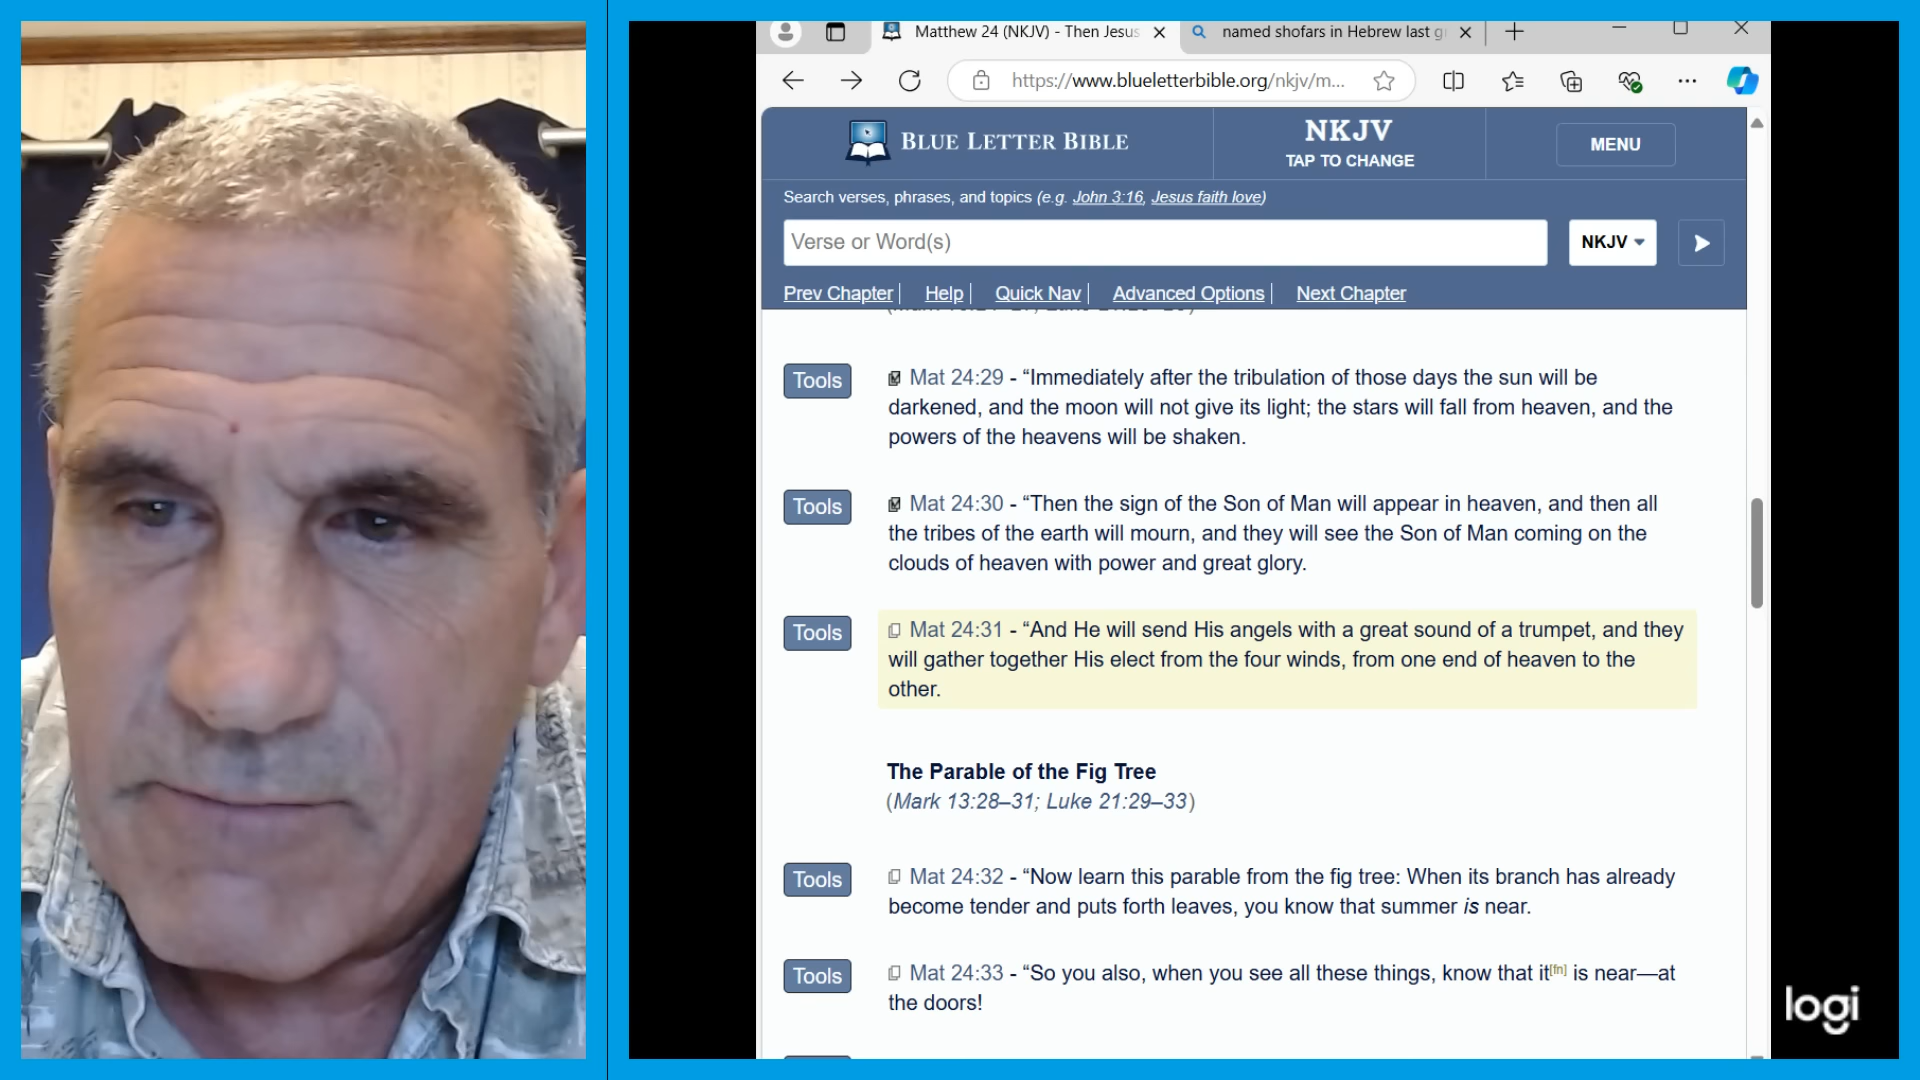 Matthew 24 (NKJV) - Then Jesus
named shofars in Hebrew last g
https://www.blueletterbible.org/nkjv/m...
BLUE LETTER BIBLE
NKJV
TAP TO CHANGE
MENU
Search verses, phrases, and topics (e.g. John 3:16, Jesus faith love)
Verse or Word(s)
NKJV
Prev Chapter | Help | Quick Nav | Advanced Options | Next Chapter
Tools
Mat 24:29 - “Immediately after the tribulation of those days the sun will be
darkened, and the moon will not give its light; the stars will fall from heaven, and the
powers of the heavens will be shaken.
Tools
Mat 24:30 - “Then the sign of the Son of Man will appear in heaven, and then all
the tribes of the earth will mourn, and they will see the Son of Man coming on the
clouds of heaven with power and great glory.
Tools
Mat 24:31 - “And He will send His angels with a great sound of a trumpet, and they
will gather together His elect from the four winds, from one end of heaven to the
other.
The Parable of the Fig Tree
(Mark 13:28–31; Luke 21:29–33)
Tools
Mat 24:32 - “Now learn this parable from the fig tree: When its branch has already
become tender and puts forth leaves, you know that summer is near.
Tools
Mat 24:33 - “So you also, when you see all these things, know that it[fn] is near—at
the doors!
logi